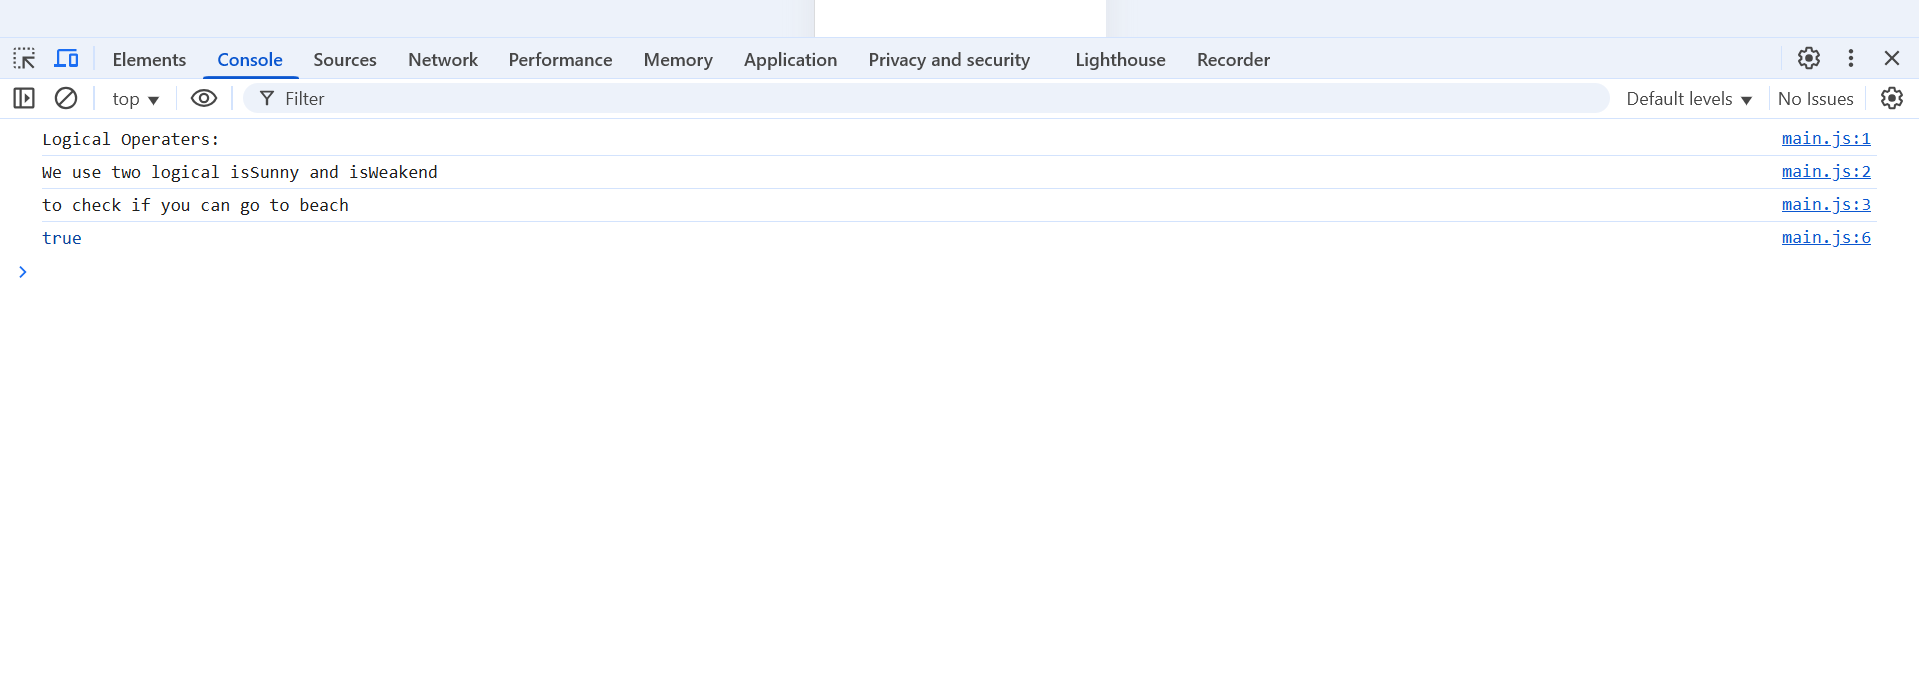 Elements Console Sources Network Performance Memory Application Privacy and security Lighthouse Recorder
top Filter Default levels No Issues
Logical Operaters: main.js:1
We use two logical isSunny and isWeakend main.js:2
to check if you can go to beach main.js:3
true main.js:6